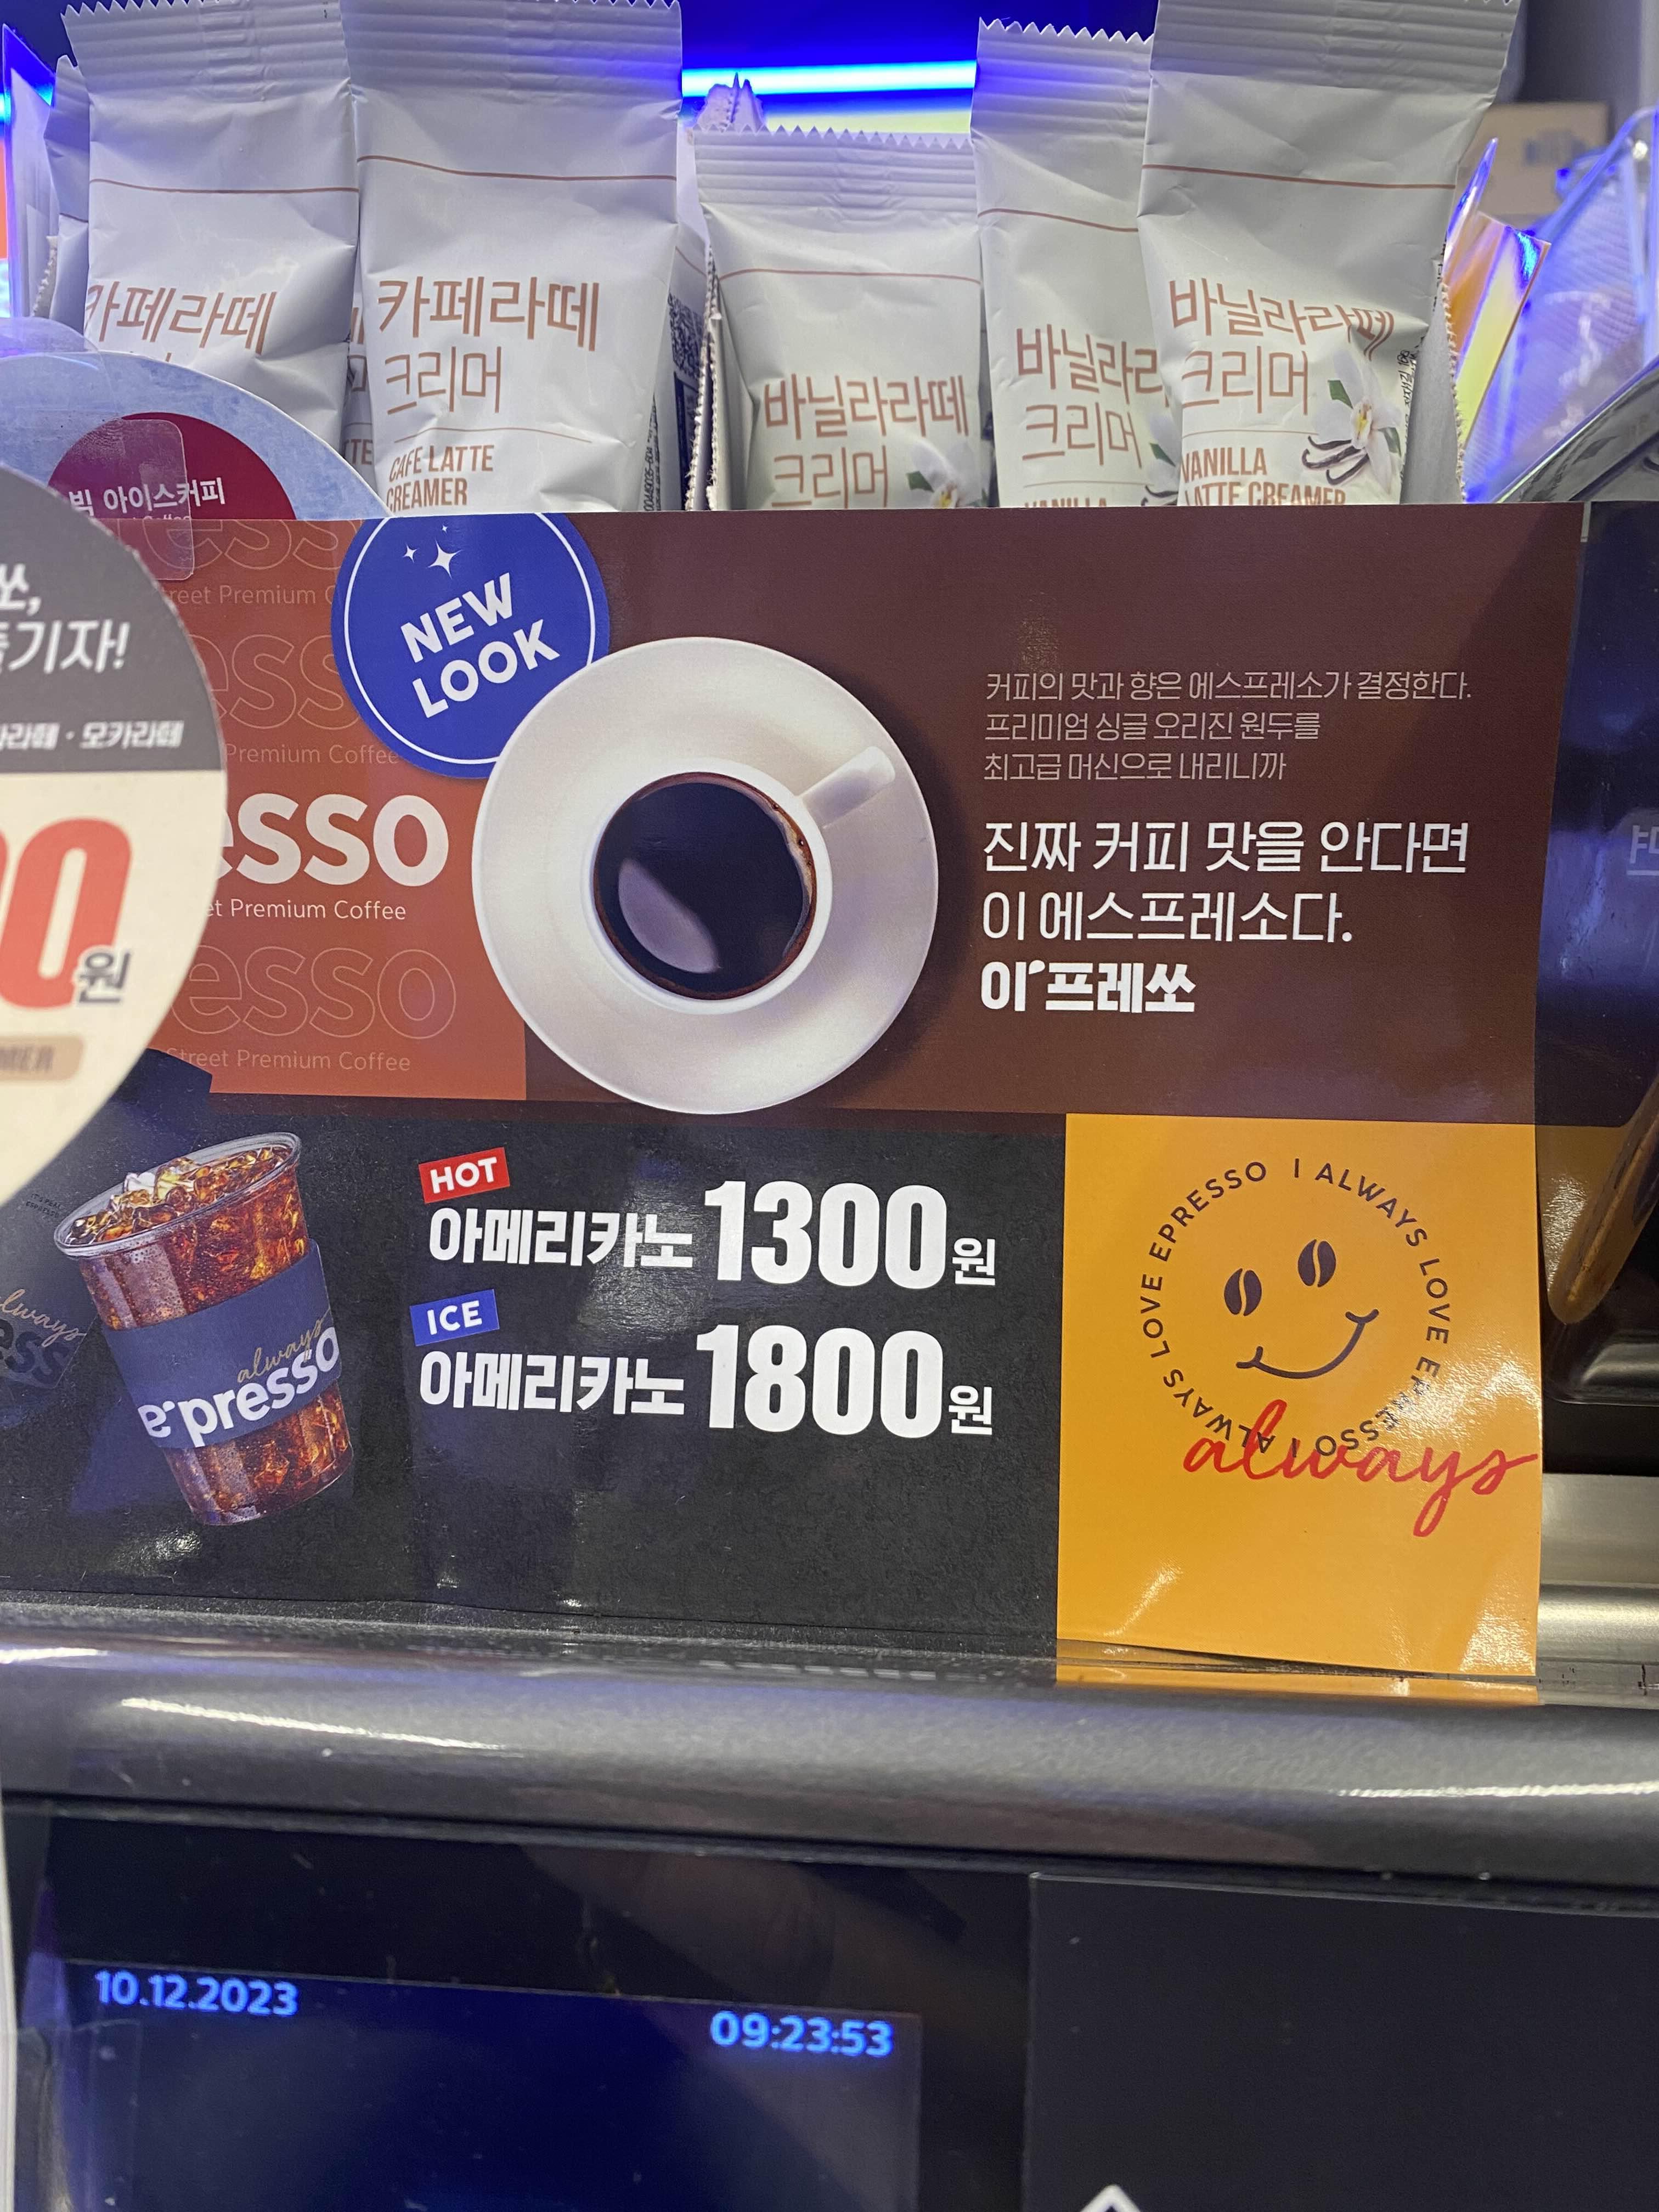 카페라떼
카페라떼
크리머
CAFE LATTE
CREAMER
바닐라라떼
크리머
바닐라라
크리머
VANILLA
바닐라라떼
크리머
VANILLA
LATTE CREAMER
빅 아이스커피
쏘,
기자!
모카라떼
원
NEW
LOOK
ess
reet Premium
ess
Premium Coffee
esso
et Premium Coffee
esso
Street Premium Coffee
커피의 맛과 향은 에스프레소가 결정한다.
프리미엄 싱글 오리진 원두를
최고급 머신으로 내리니까
진짜 커피 맛을 안다면
이 에스프레소다.
이프레쏘
HOT
아메리카노 1300원
ICE
아메리카노 1800원
always
e'presso
always
ess
I ALWAYS LOVE EPRESSO I ALWAYS LOVE EPRESSO
always
10.12.2023
09:23:53